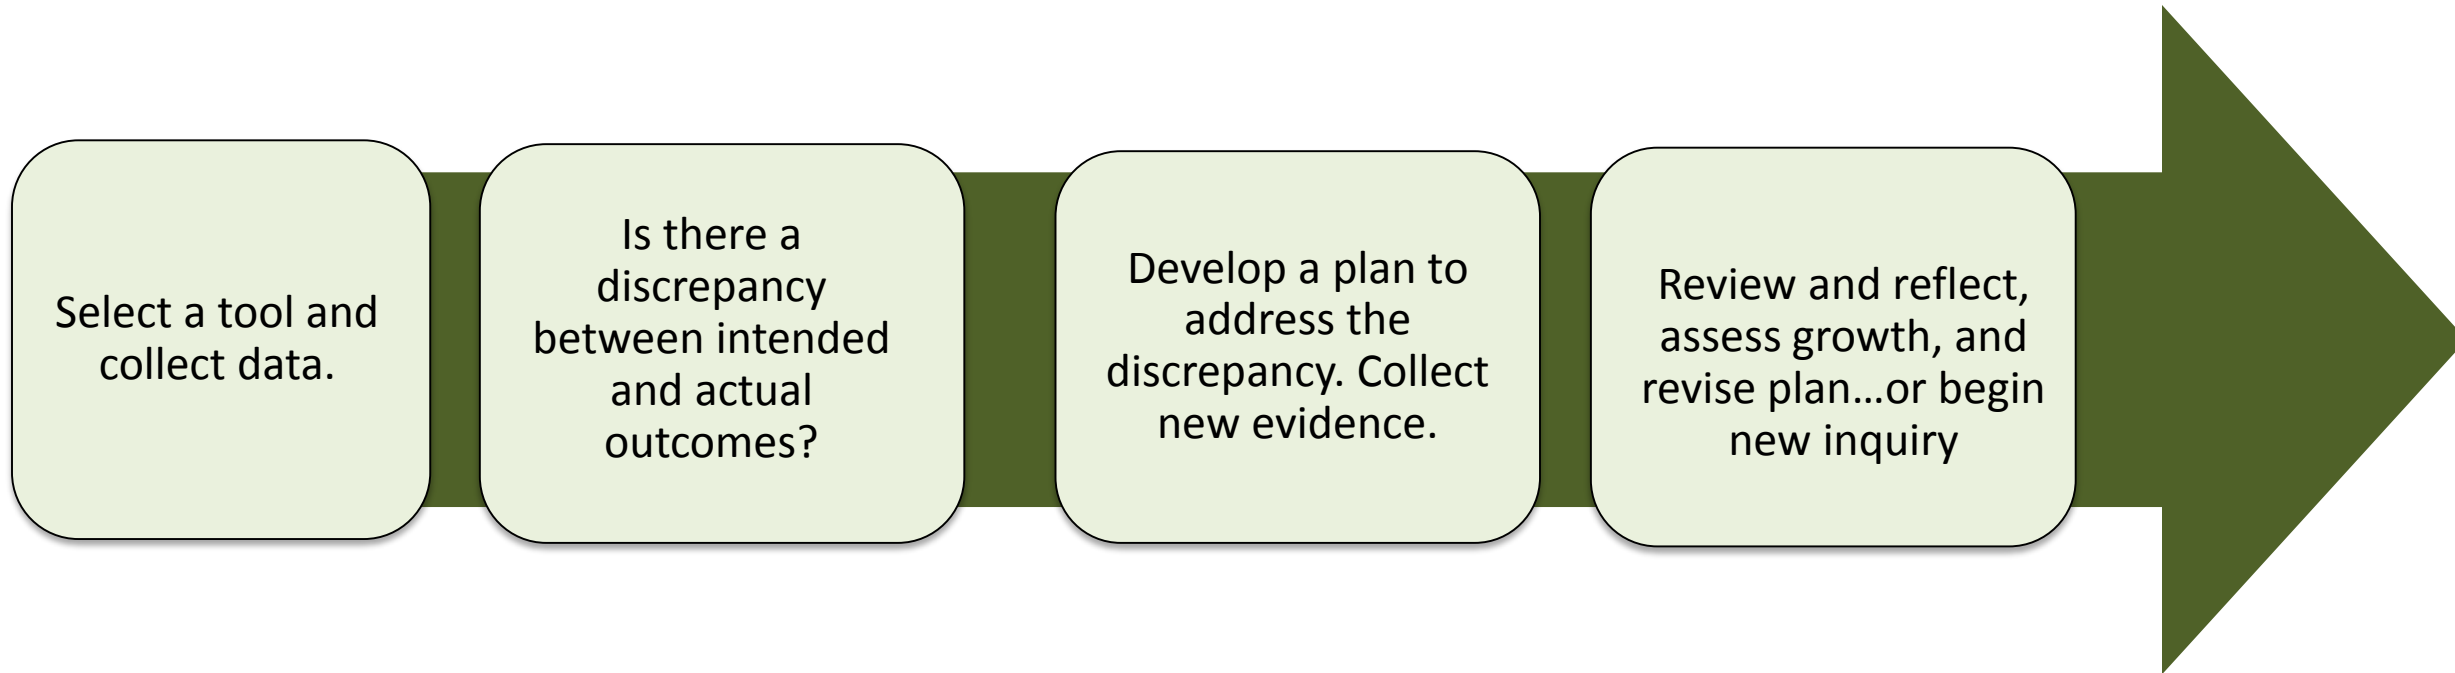 Select a tool and
collect data.
Is there a
discrepancy
between intended
and actual
outcomes?
Develop a plan to
address the
discrepancy. Collect
new evidence.
Review and reflect,
assess growth, and
revise plan…or begin
new inquiry